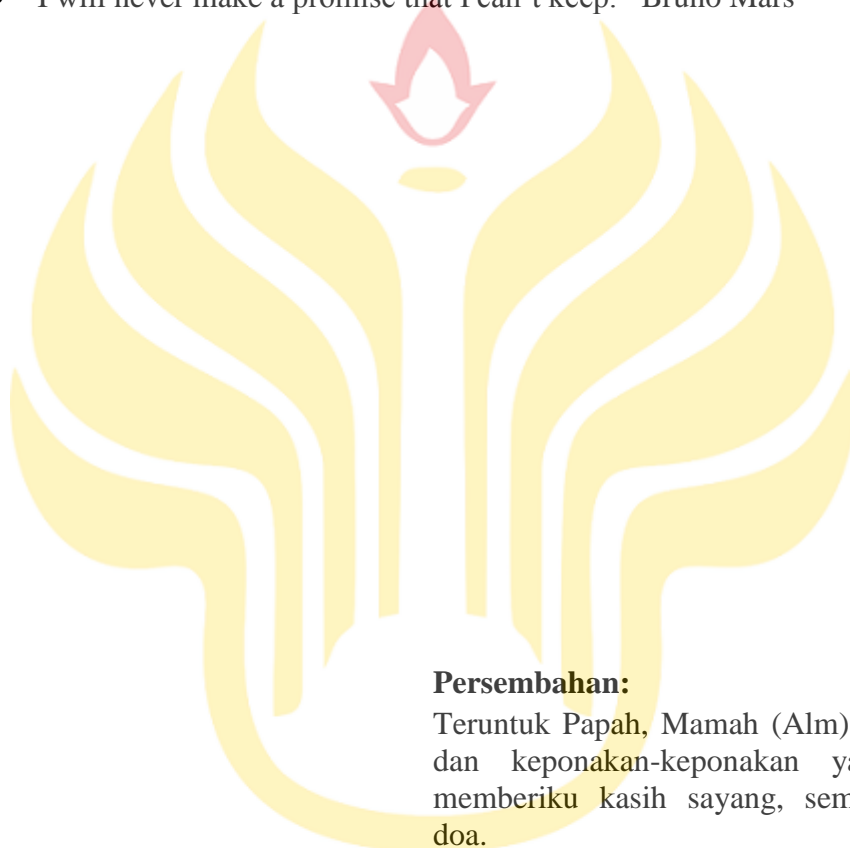 I will never make a promise that I can't keep. Bruno Mars
Persembahan:
Teruntuk Papah, Mamah (Alm)
dan keponakan-keponakan
memberiku kasih sayang,
doa.